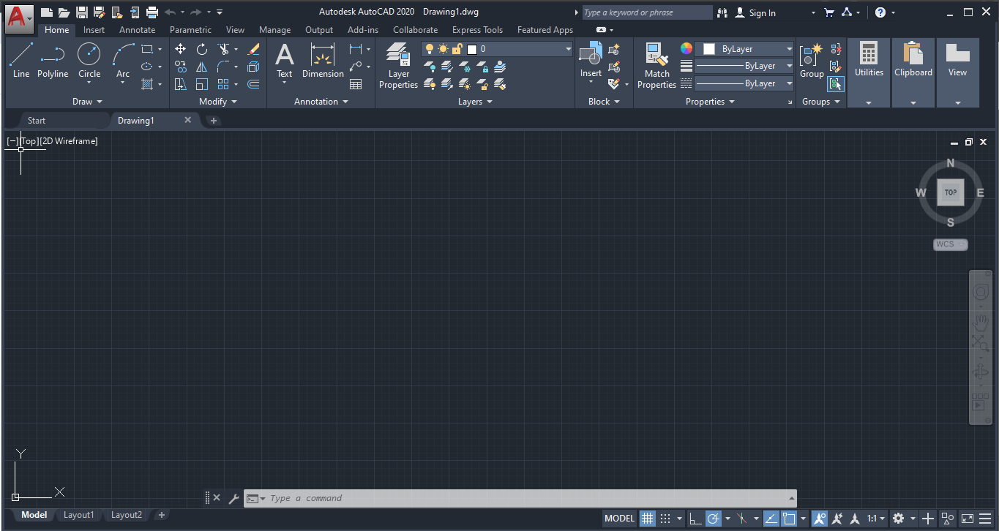 Autodesk AutoCAD 2020 Drawing1.dwg
Type a keyword or phrase
Sign In
Home Insert Annotate Parametric View Manage Output Add-ins Collaborate Express Tools Featured Apps
Line Polyline Circle Arc
Draw
Modify
Text Dimension
Annotation
Layer Properties
0
Layers
Insert
Block
Match Properties
ByLayer
ByLayer
ByLayer
Properties
Group
Groups
Utilities
Clipboard
View
Start Drawing1
[−][Top][2D Wireframe]
N
W TOP E
S
WCS
Y
X
Type a command
Model Layout1 Layout2
MODEL 1:1